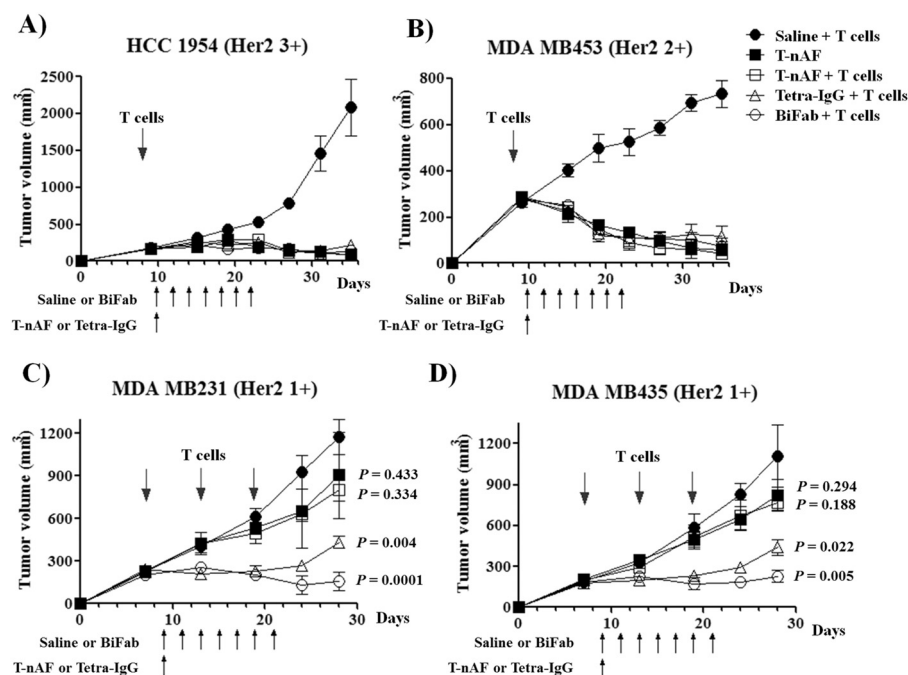 A)
HCC 1954 (Her2 3+)
Tumor volume (mm3)
2500
2000
1500
1000
500
0
T cells
0
10
20
30
Days
Saline or BiFab
T-nAF or Tetra-IgG
B)
MDA MB453 (Her2 2+)
Tumor volume (mm3)
800
600
400
200
0
T cells
0
10
20
30
Days
Saline or BiFab
T-nAF or Tetra-IgG
Saline + T cells
T-nAF
T-nAF + T cells
Tetra-IgG + T cells
BiFab + T cells
C)
MDA MB231 (Her2 1+)
Tumor volume (mm3)
1200
900
600
300
0
T cells
P = 0.433
P = 0.334
P = 0.004
P = 0.0001
0
10
20
30
Days
Saline or BiFab
T-nAF or Tetra-IgG
D)
MDA MB435 (Her2 1+)
Tumor volume (mm3)
1200
900
600
300
0
T cells
P = 0.294
P = 0.188
P = 0.022
P = 0.005
0
10
20
30
Days
Saline or BiFab
T-nAF or Tetra-IgG